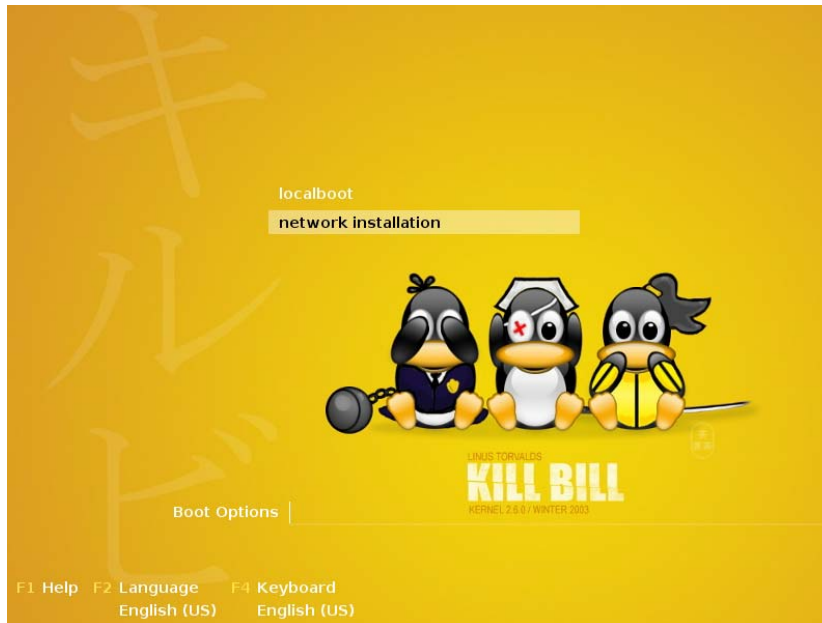 キルビ
localboot
network installation
LINUS TORVALDS
KILL BILL
KERNEL 2.6.0 / WINTER 2003
Boot Options
F1 Help F2 Language F4 Keyboard
English (US) English (US)